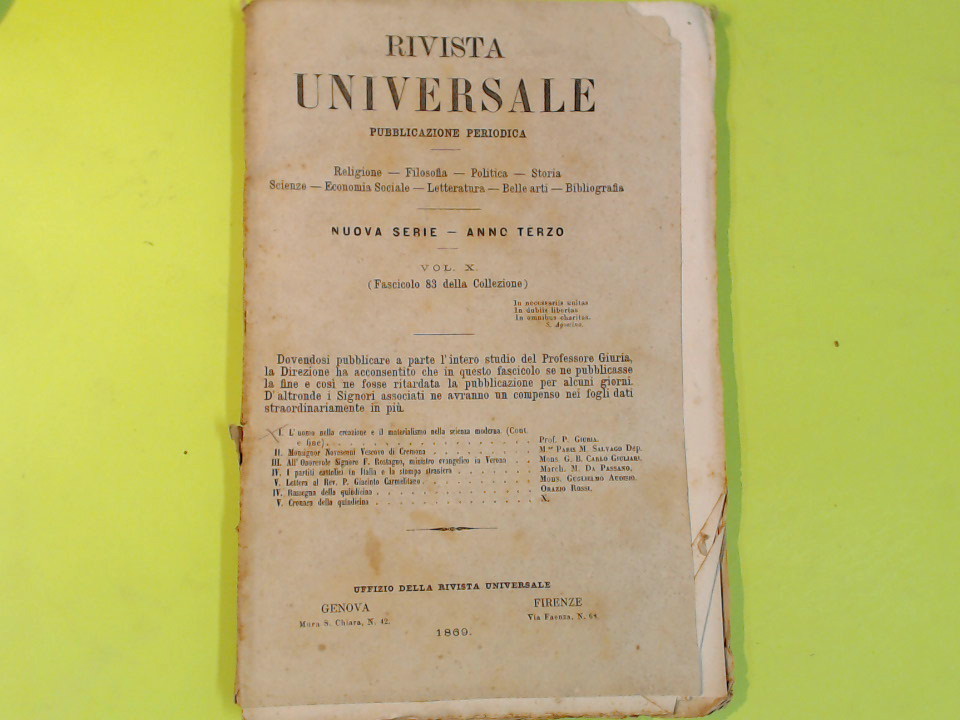 RIVISTA
UNIVERSALE
PUBBLICAZIONE PERIODICA
Religione — Filosofia — Politica — Storia
Scienze — Economia Sociale — Letteratura — Belle arti — Bibliografia
NUOVA SERIE — ANNO TERZO
VOL. X.
(Fascicolo 83 della Collezione)
In necessariis unitas
In dubiis libertas
In omnibus charitas.
S. Agostino.
Dovendosi pubblicare a parte l'intero studio del Professore Giuria,
la Direzione ha acconsentito che in questo fascicolo se ne pubblicasse
la fine e così ne fosse ritardata la pubblicazione per alcuni giorni.
D'altronde i Signori associati ne avranno un compenso nei fogli dati
straordinariamente in più.
I. L'uomo nella creazione e il materialismo nella scienza moderna. (Cont.
e fine). Prof. P. Giuria.
II. Monsignor Novasconi Vescovo di Cremona M.se Paris M. Salvago Dep.
III. All'Onorevole Signore F. Rostagno, ministro evangelico in Verona Mons. G. B. Carlo Giuliari.
IV. I partiti cattolici in Italia e la stampa straniera March. M. Da Passano.
V. Lettera al Rev. P. Giacinto Carmelitano Mons. Guglielmo Audisio.
IV. Rassegna della quindicina Orazio Rossi.
V. Cronaca della quindicina X.
UFFIZIO DELLA RIVISTA UNIVERSALE
GENOVA FIRENZE
Mura S. Chiara, N. 42. Via Faenza, N. 68.
1869.